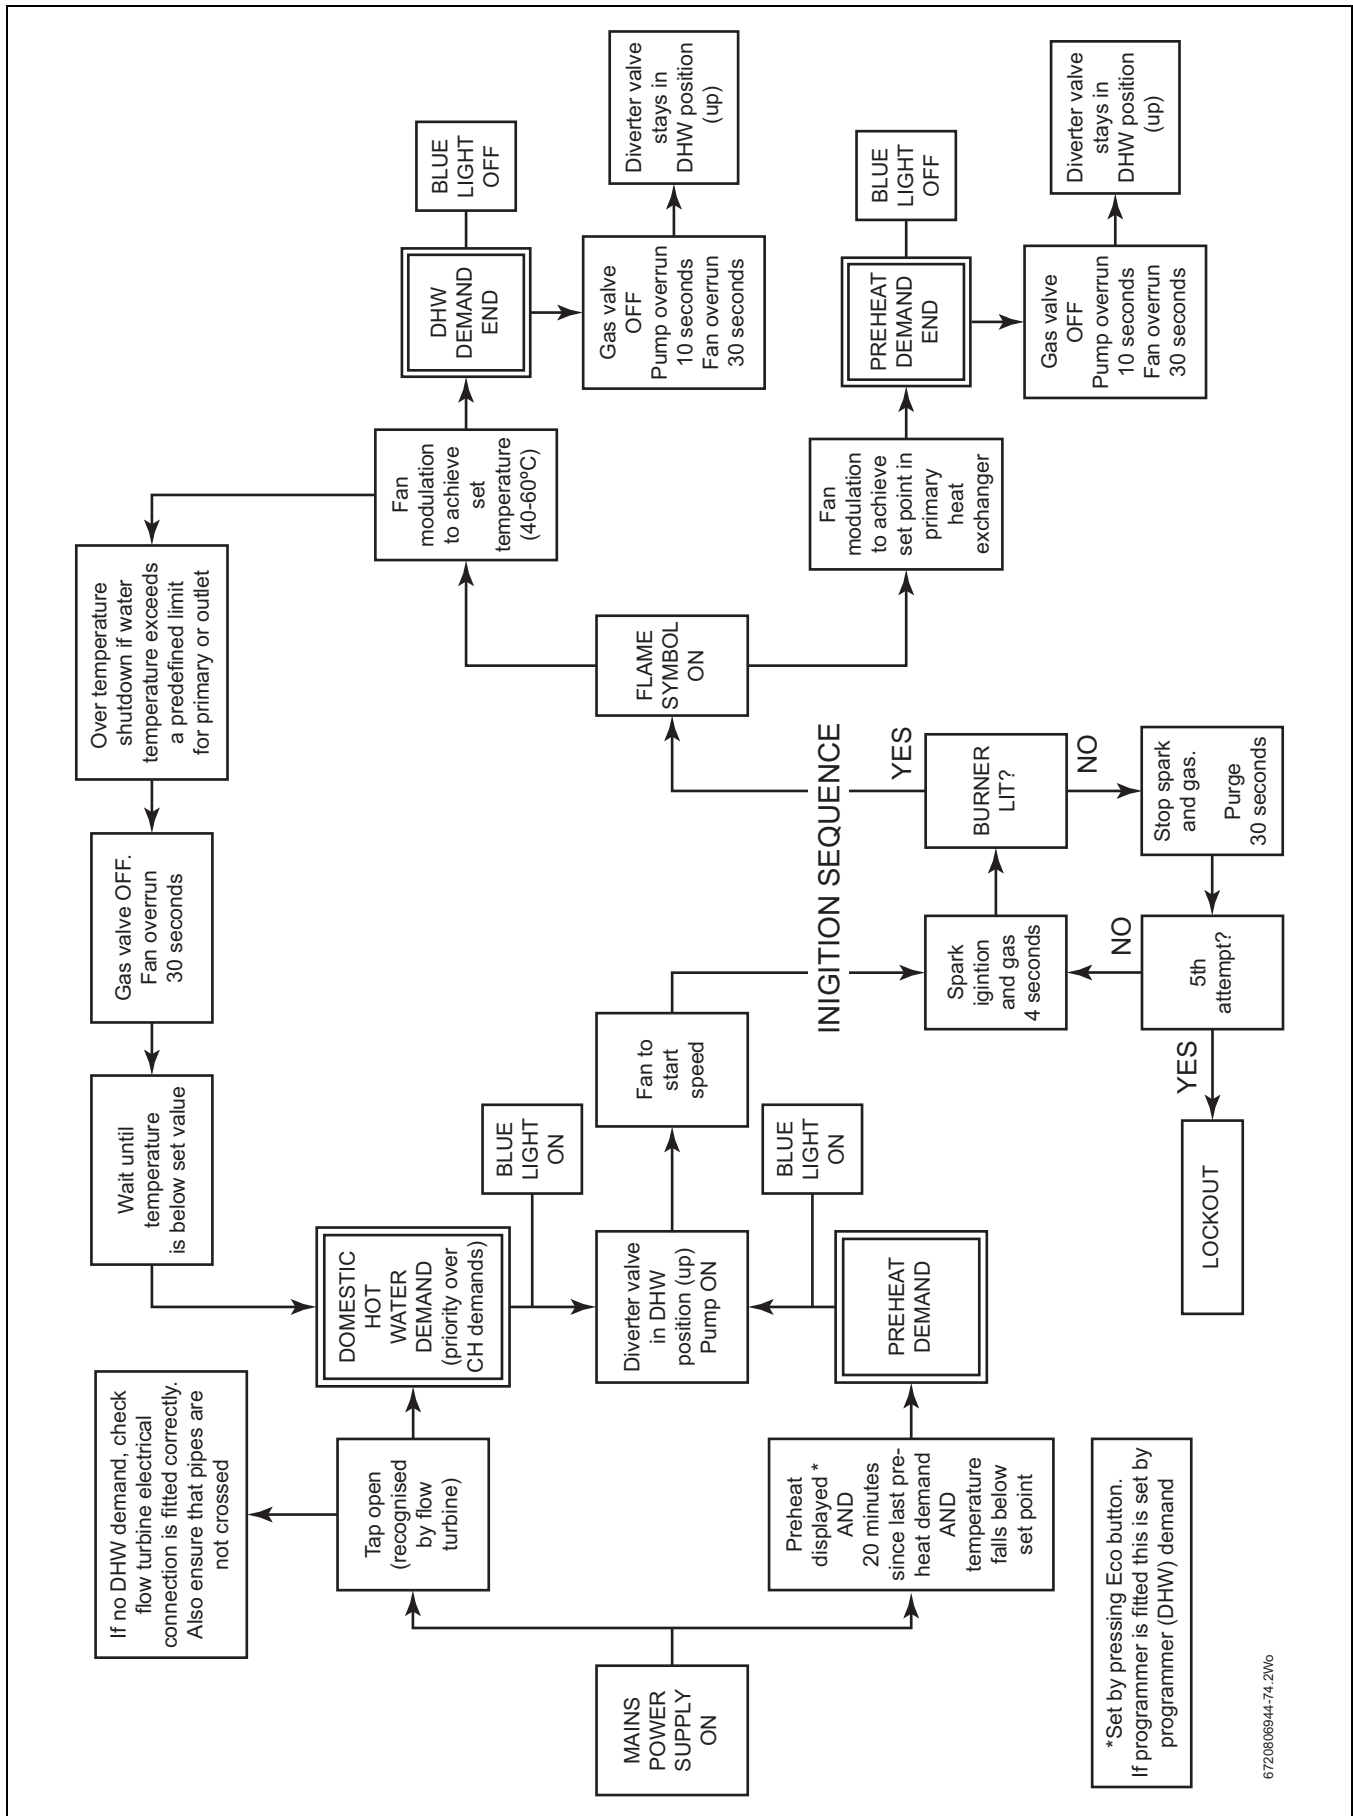 MAINS
POWER
SUPPLY
ON
If no DHW demand, check
flow turbine electrical
connection is fitted correctly.
Also ensure that pipes are
not crossed
Tap open
(recognised
by flow
turbine)
Preheat
displayed *
AND
20 minutes
since last pre-
heat demand
AND
temperature
falls below
set point
*Set by pressing Eco button.
If programmer is fitted this is set by
programmer (DHW) demand
Wait until
temperature
is below set value
DOMESTIC
HOT
WATER
DEMAND
(priority over
CH demands)
BLUE
LIGHT
ON
Diverter valve
in DHW
position (up)
Pump ON
BLUE
LIGHT
ON
PREHEAT
DEMAND
LOCKOUT
Gas valve OFF.
Fan overrun
30 seconds
Fan to
start
speed
INIGITION SEQUENCE
Spark
igintion
and gas
4 seconds
NO
5th
attempt?
YES
Over temperature
shutdown if water
temperature exceeds
a predefined limit
for primary or outlet
FLAME
SYMBOL
ON
YES
BURNER
LIT?
NO
Stop spark
and gas.
Purge
30 seconds
Fan
modulation
to achieve
set
temperature
(40-60ºC)
Fan
modulation
to achieve
set point in
primary
heat
exchanger
DHW
DEMAND
END
BLUE
LIGHT
OFF
Gas valve
OFF
Pump overrun
10 seconds
Fan overrun
30 seconds
Diverter valve
stays in
DHW position
(up)
PREHEAT
DEMAND
END
BLUE
LIGHT
OFF
Gas valve
OFF
Pump overrun
10 seconds
Fan overrun
30 seconds
Diverter valve
stays in
DHW position
(up)
6720806944-74.2Wo